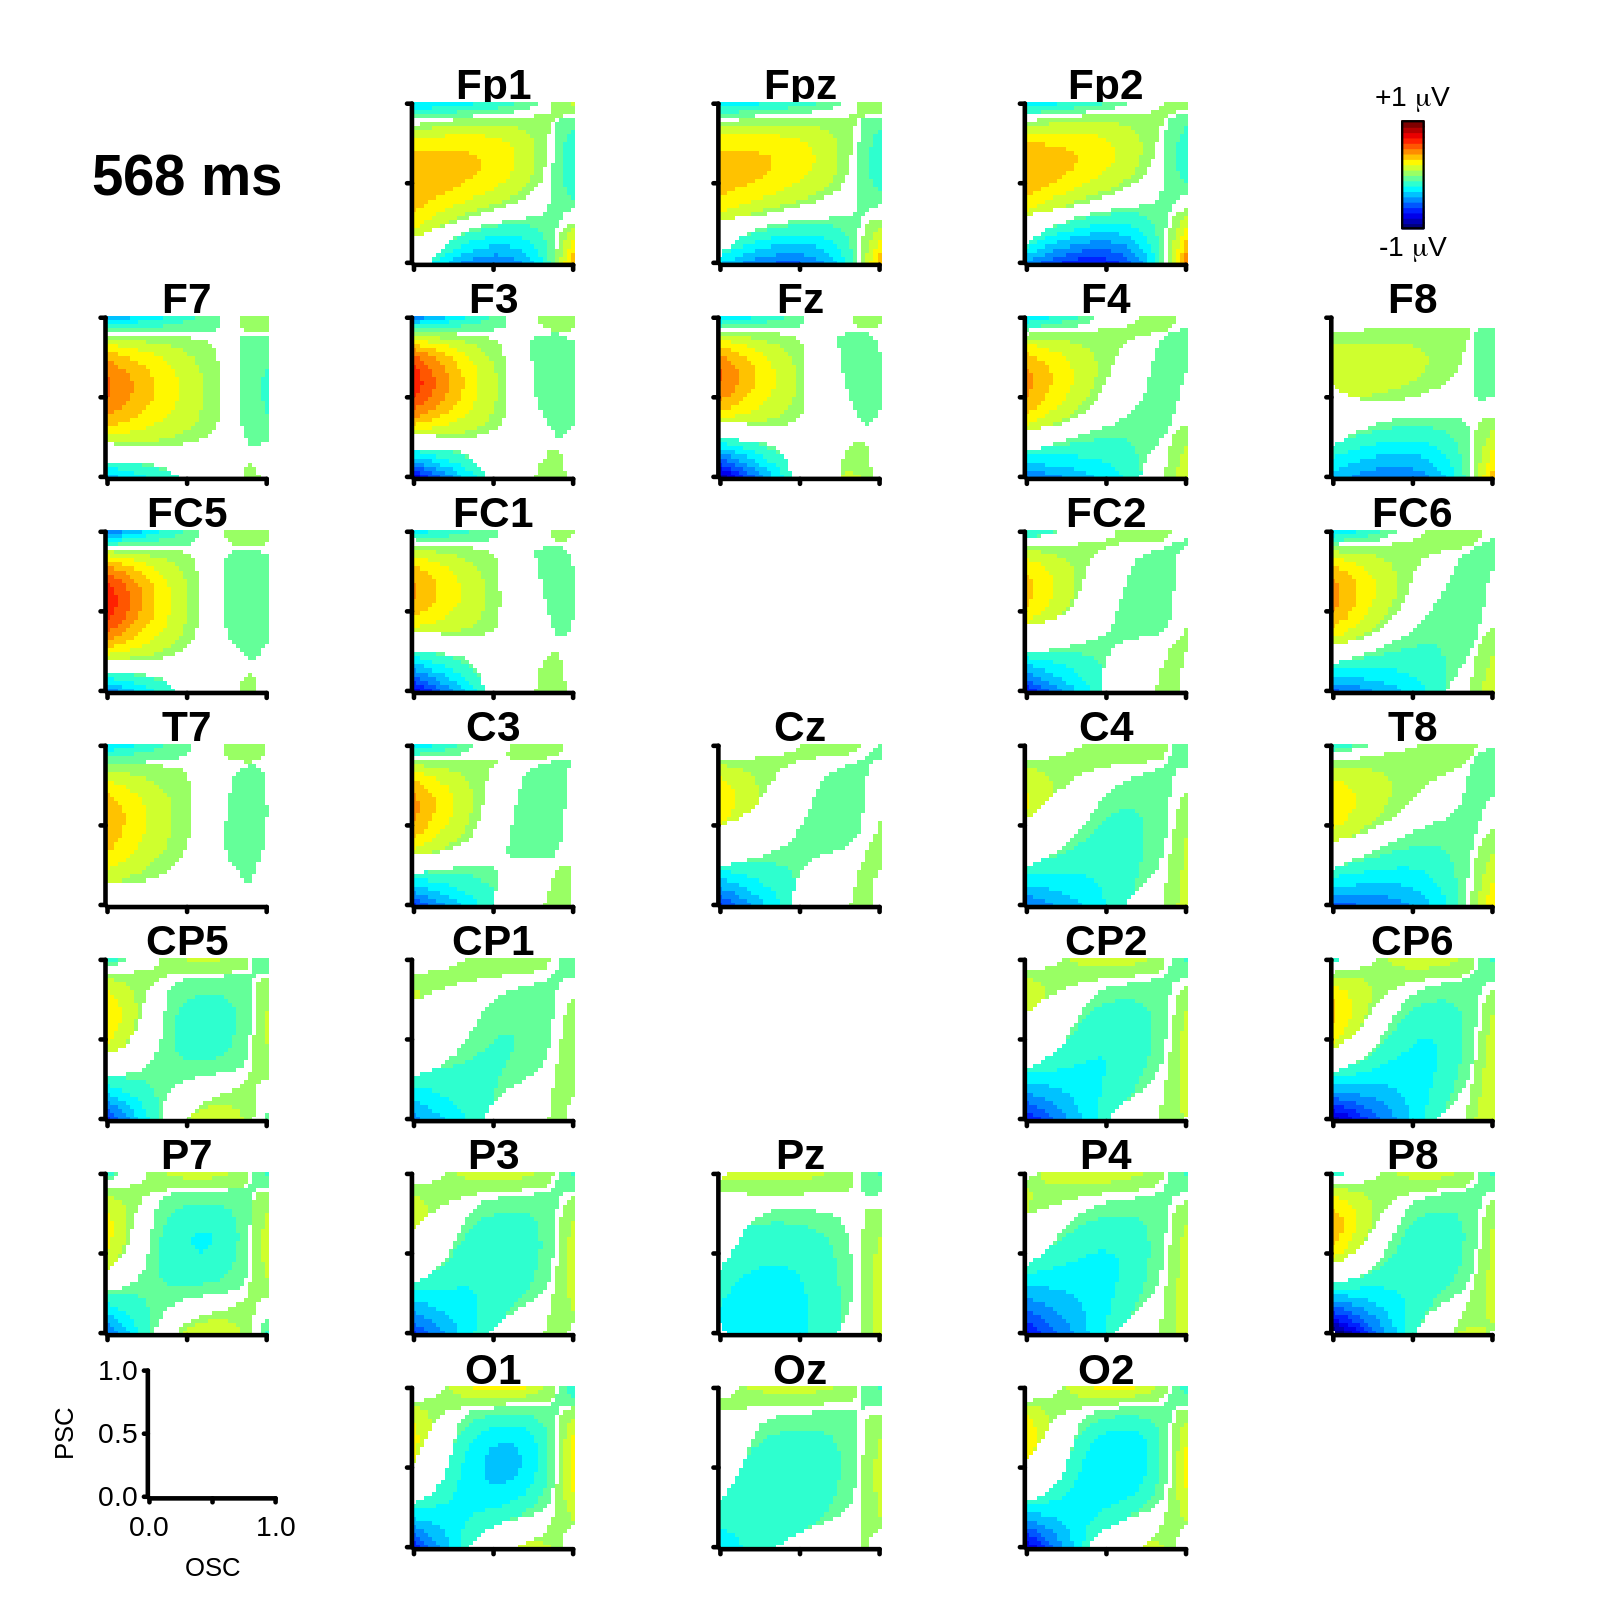 Fp1 Fpz Fp2
+1 μV
568 ms
-1 μV
F7 F3 Fz F4 F8
FC5 FC1 FC2 FC6
T7 C3 Cz C4 T8
CP5 CP1 CP2 CP6
P7 P3 Pz P4 P8
O1 Oz O2
1.0
PSC
0.5
0.0
0.0 1.0
OSC